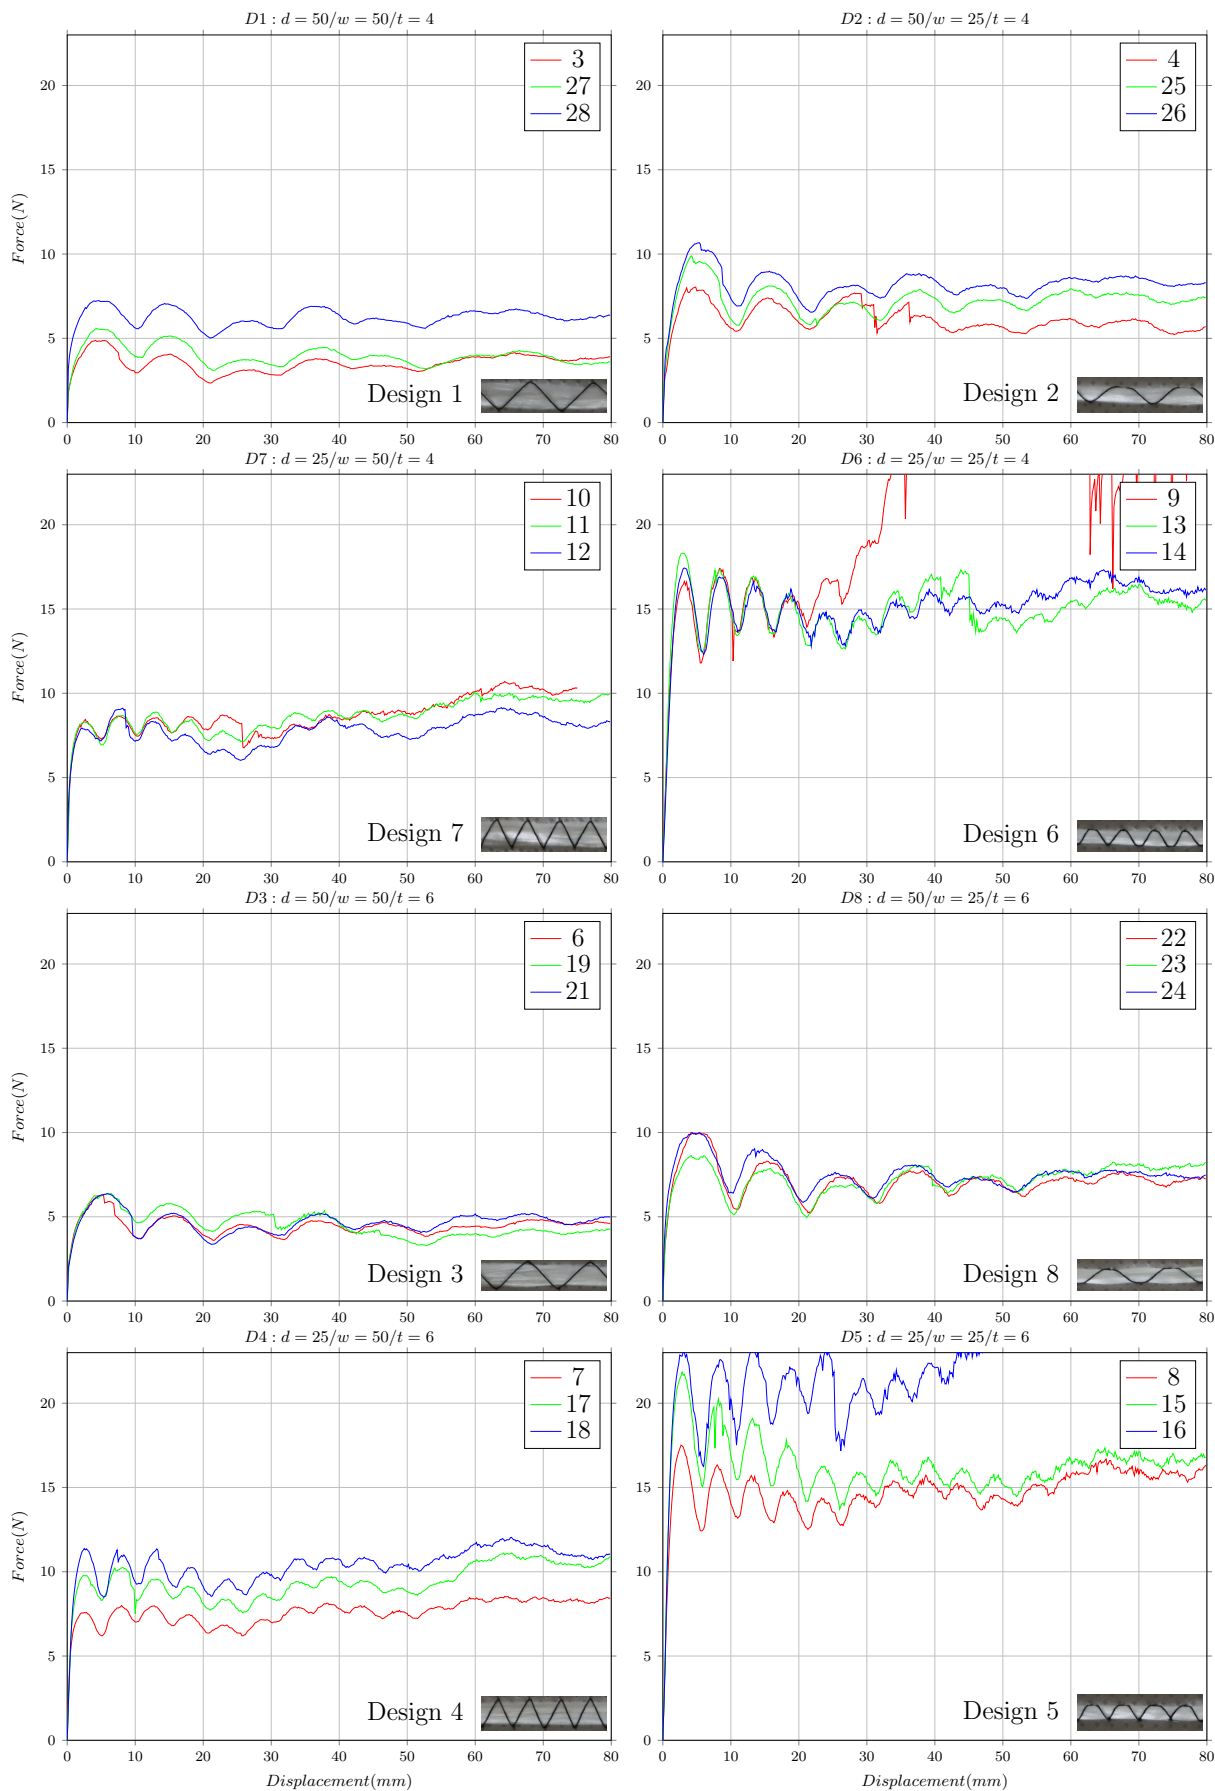 D1 : d = 50/w = 50/t = 4
D2 : d = 50/w = 25/t = 4
Force(N)
20
15
10
5
0
3
27
28
Design 1
0 10 20 30 40 50 60 70 80
20
15
10
5
0
4
25
26
Design 2
0 10 20 30 40 50 60 70 80
D7 : d = 25/w = 50/t = 4
D6 : d = 25/w = 25/t = 4
Force(N)
20
15
10
5
0
10
11
12
Design 7
0 10 20 30 40 50 60 70 80
20
15
10
5
0
9
13
14
Design 6
0 10 20 30 40 50 60 70 80
D3 : d = 50/w = 50/t = 6
D8 : d = 50/w = 25/t = 6
Force(N)
20
15
10
5
0
6
19
21
Design 3
0 10 20 30 40 50 60 70 80
20
15
10
5
0
22
23
24
Design 8
0 10 20 30 40 50 60 70 80
D4 : d = 25/w = 50/t = 6
D5 : d = 25/w = 25/t = 6
Force(N)
20
15
10
5
0
7
17
18
Design 4
0 10 20 30 40 50 60 70 80
Displacement(mm)
20
15
10
5
0
8
15
16
Design 5
0 10 20 30 40 50 60 70 80
Displacement(mm)